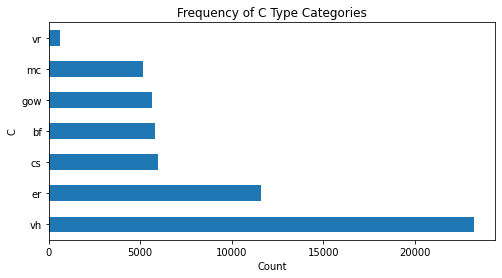 Frequency of C Type Categories
vr
mc
gow
bf
cs
er
vh
C
0 5000 10000 15000 20000
Count